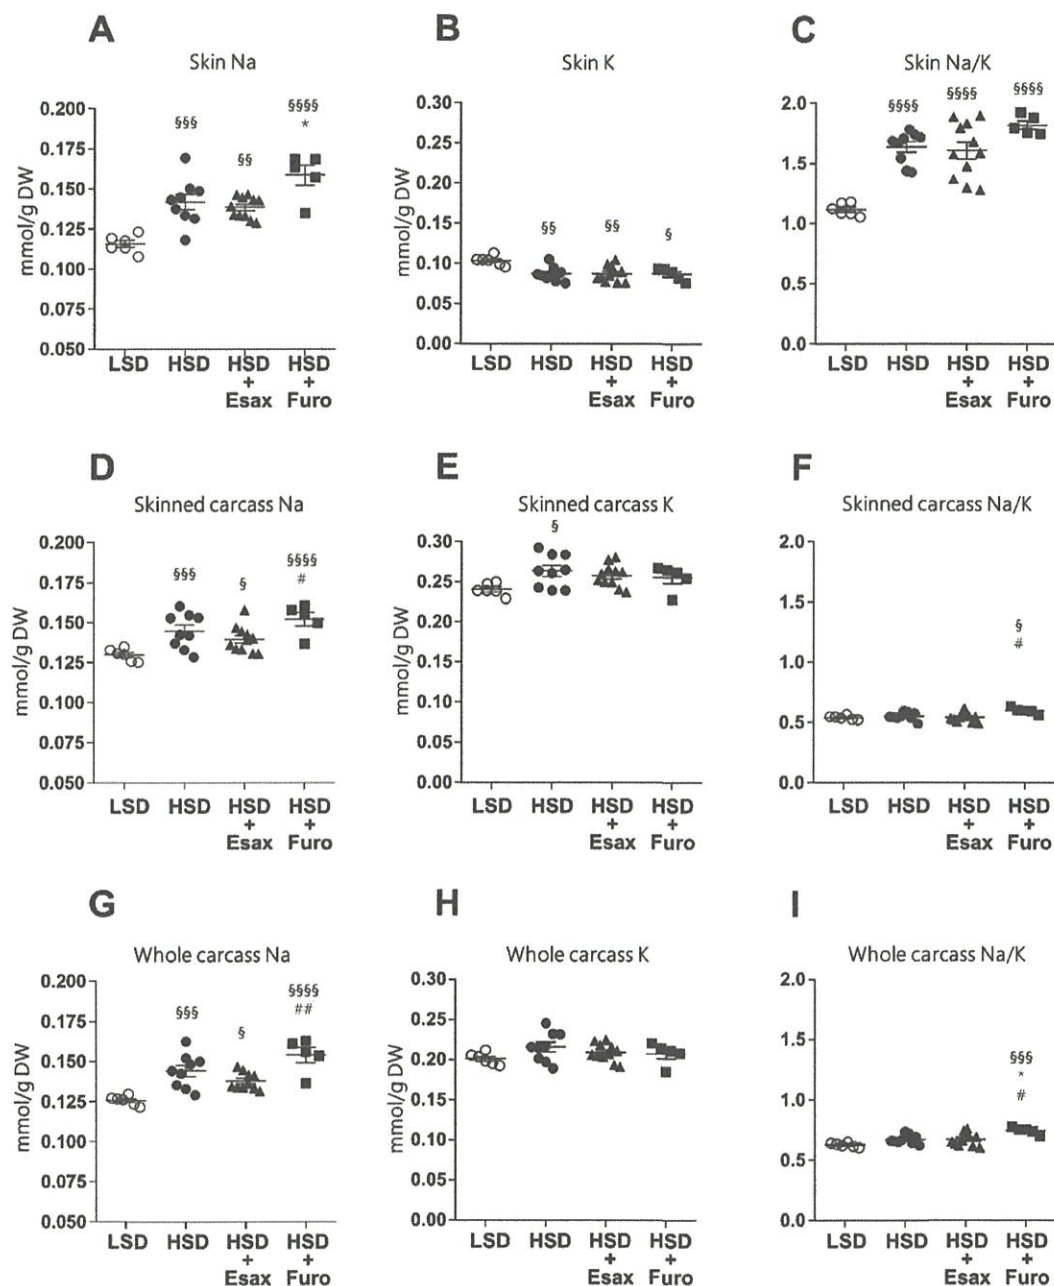 A
Skin Na
mmol/g DW
0.200
0.175
0.150
0.125
0.100
0.075
0.050
§§§
§§
§§§§
*
LSD
HSD
HSD
+
Esax
HSD
+
Furo
B
Skin K
0.30
0.25
0.20
0.15
0.10
0.05
0.00
§§
§§
§
LSD
HSD
HSD
+
Esax
HSD
+
Furo
C
Skin Na/K
2.0
1.5
1.0
0.5
0.0
§§§§
§§§§
§§§§
LSD
HSD
HSD
+
Esax
HSD
+
Furo
D
Skinned carcass Na
mmol/g DW
0.200
0.175
0.150
0.125
0.100
0.075
0.050
§§§
§
§§§§
#
LSD
HSD
HSD
+
Esax
HSD
+
Furo
E
Skinned carcass K
mmol/g DW
0.30
0.25
0.20
0.15
0.10
0.05
0.00
§
LSD
HSD
HSD
+
Esax
HSD
+
Furo
F
Skinned carcass Na/K
2.0
1.5
1.0
0.5
0.0
§
#
LSD
HSD
HSD
+
Esax
HSD
+
Furo
G
Whole carcass Na
mmol/g DW
0.200
0.175
0.150
0.125
0.100
0.075
0.050
§§§
§
§§§§
##
LSD
HSD
HSD
+
Esax
HSD
+
Furo
H
Whole carcass K
mmol/g DW
0.30
0.25
0.20
0.15
0.10
0.05
0.00
LSD
HSD
HSD
+
Esax
HSD
+
Furo
I
Whole carcass Na/K
2.0
1.5
1.0
0.5
0.0
§§§
*
#
LSD
HSD
HSD
+
Esax
HSD
+
Furo